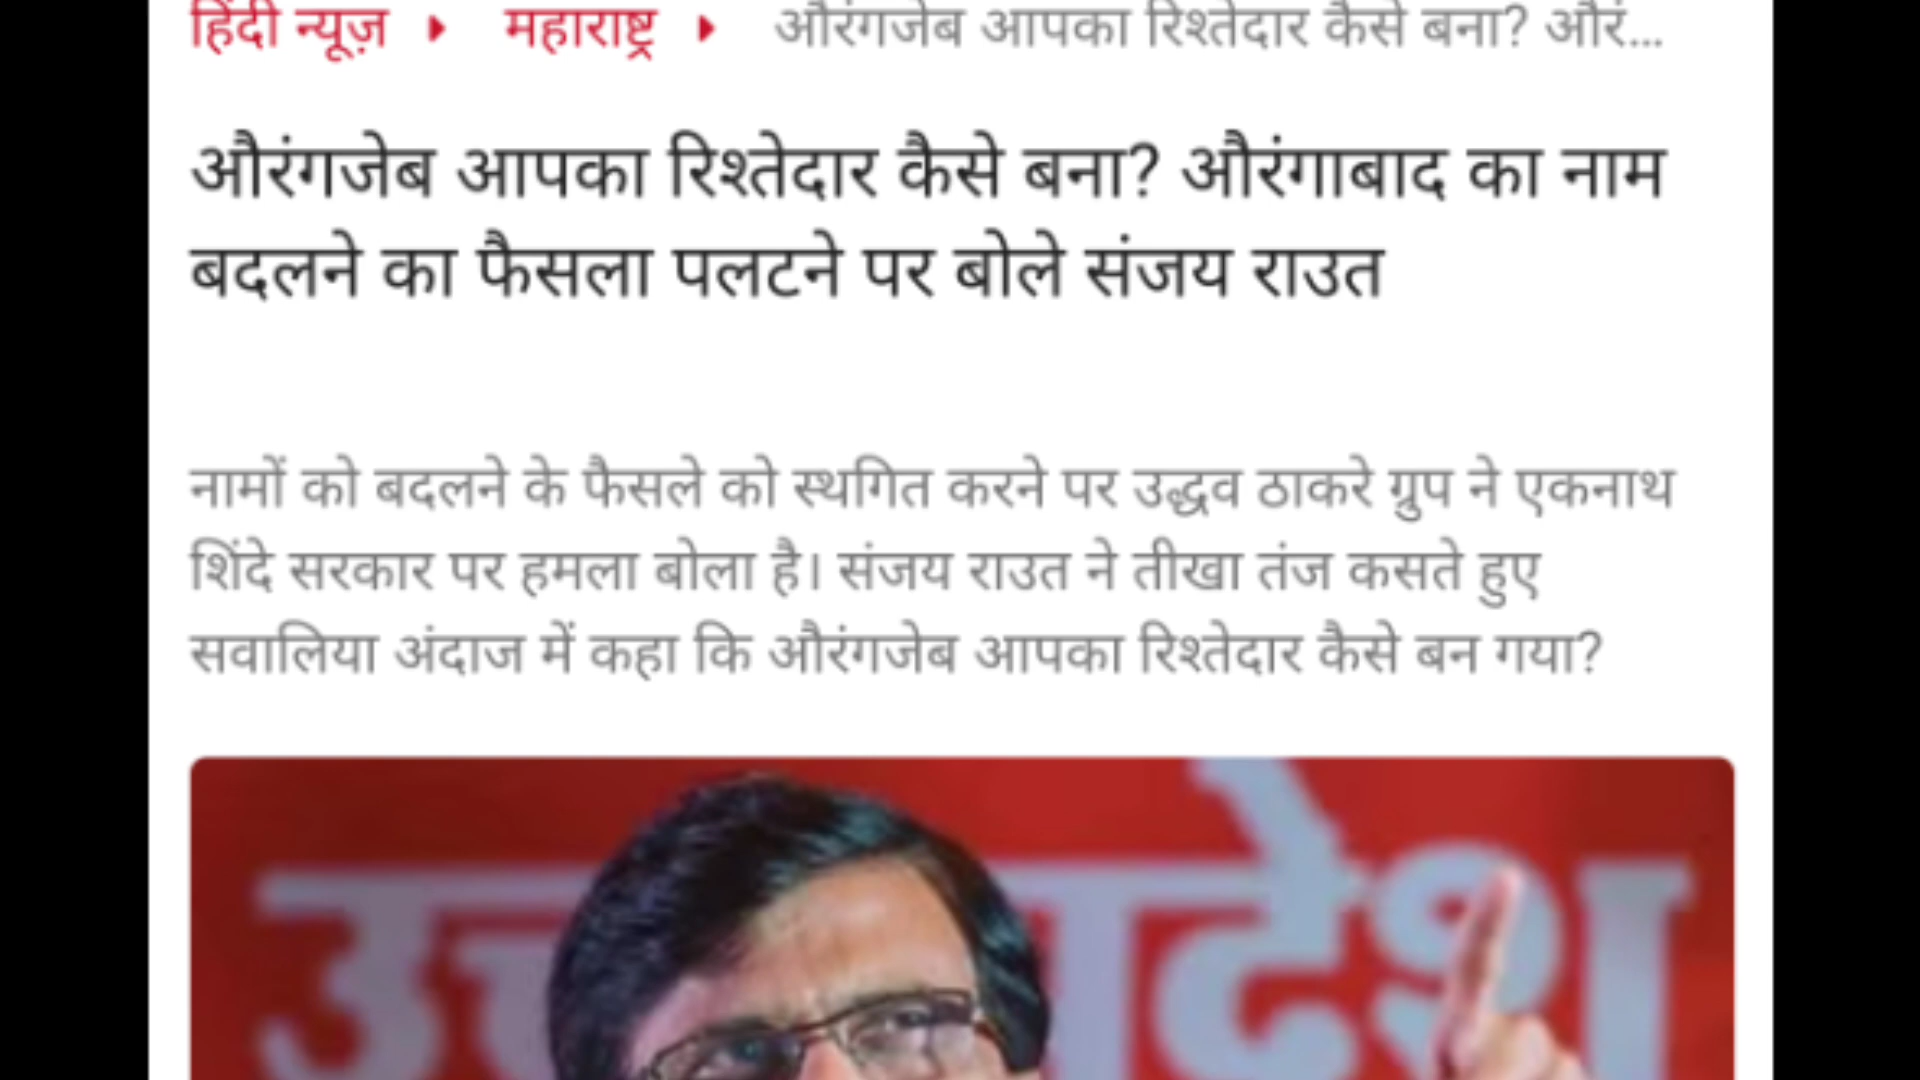 हिंदी न्यूज़ महाराष्ट्र औरंगजेब आपका रिश्तेदार कैसे बना? औरं...
औरंगजेब आपका रिश्तेदार कैसे बना? औरंगाबाद का नाम
बदलने का फैसला पलटने पर बोले संजय राउत
नामों को बदलने के फैसले को स्थगित करने पर उद्धव ठाकरे ग्रुप ने एकनाथ
शिंदे सरकार पर हमला बोला है। संजय राउत ने तीखा तंज कसते हुए
सवालिया अंदाज में कहा कि औरंगजेब आपका रिश्तेदार कैसे बन गया?